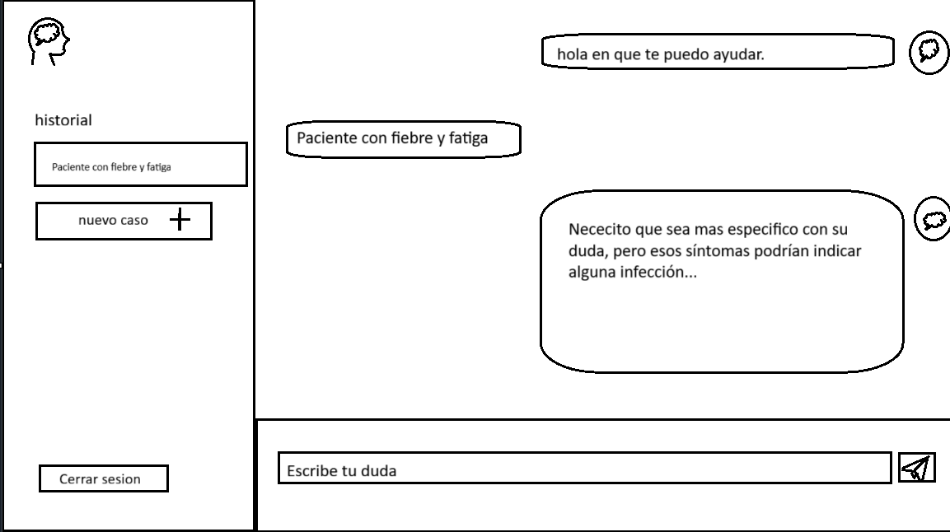 historial
Paciente con fiebre y fatiga
nuevo caso
Cerrar sesion
hola en que te puedo ayudar.
Paciente con fiebre y fatiga
Nececito que sea mas especifico con su
duda, pero esos síntomas podrían indicar
alguna infección...
Escribe tu duda